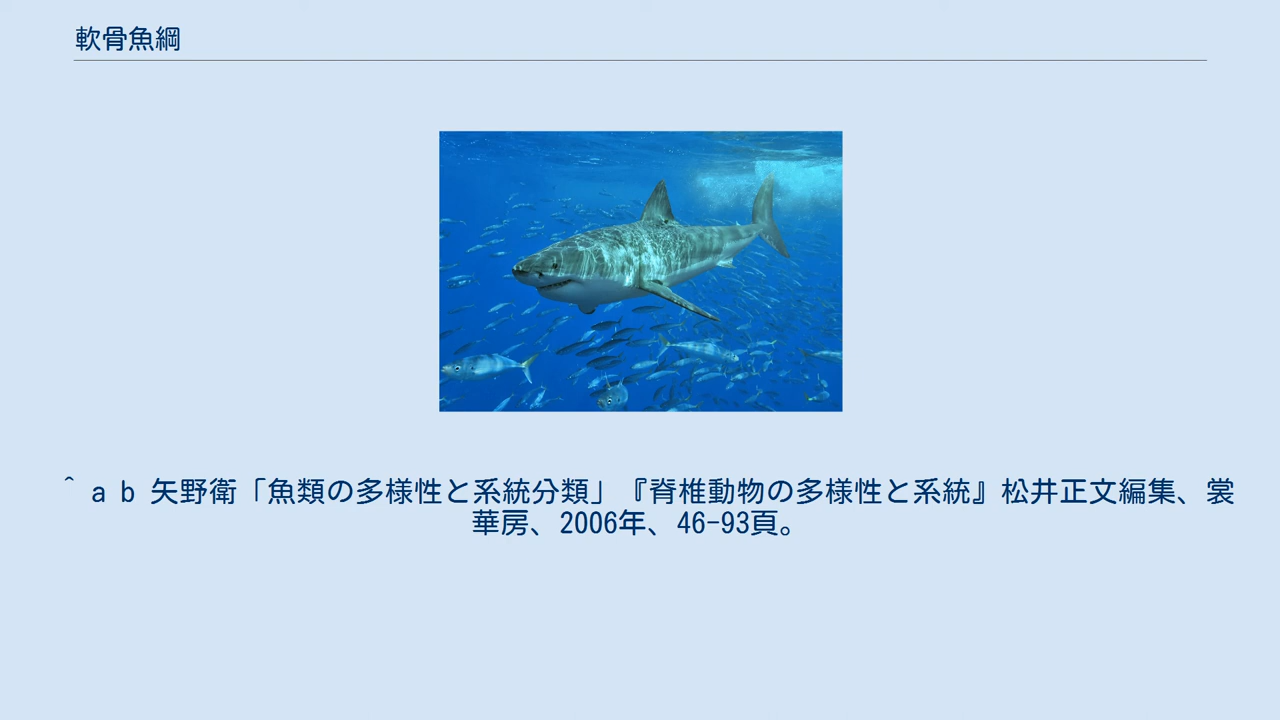 軟骨魚綱
^ a b 矢野衛「魚類の多様性と系統分類」『脊椎動物の多様性と系統』松井正文編集、裳
華房、2006年、46-93頁。